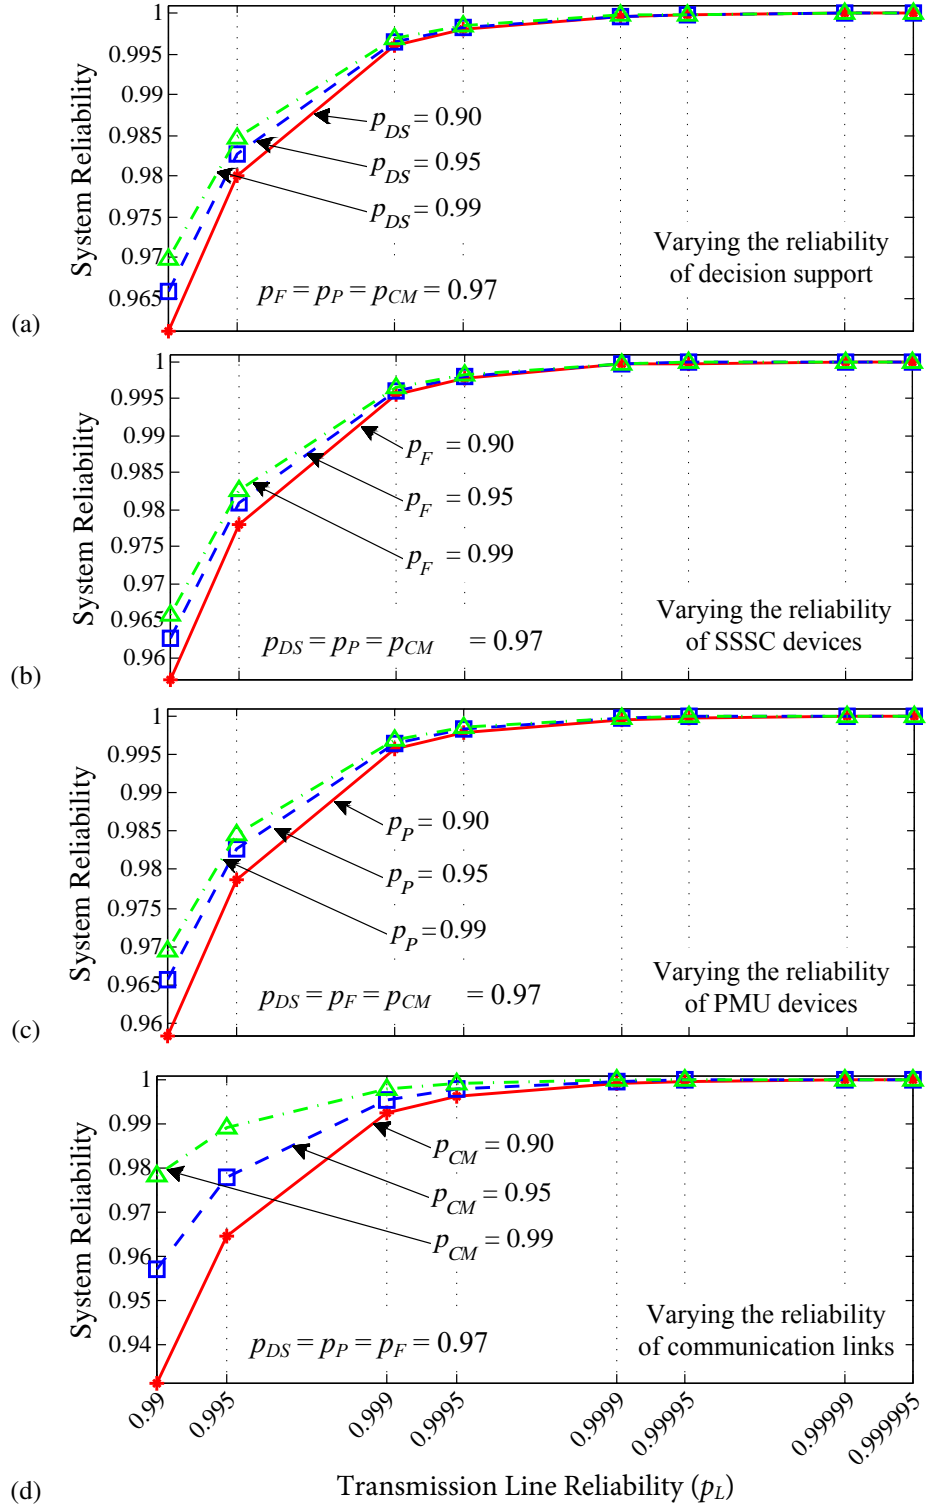 1
0.995
0.99
0.985
0.98
0.975
0.97
0.965
System Reliability
p_DS = 0.90
p_DS = 0.95
p_DS = 0.99
p_F = p_P = p_CM = 0.97
Varying the reliability
of decision support
(a)
1
0.995
0.99
0.985
0.98
0.975
0.97
0.965
0.96
System Reliability
p_F = 0.90
p_F = 0.95
p_F = 0.99
p_DS = p_P = p_CM = 0.97
Varying the reliability
of SSSC devices
(b)
1
0.995
0.99
0.985
0.98
0.975
0.97
0.965
0.96
System Reliability
p_P = 0.90
p_P = 0.95
p_P = 0.99
p_DS = p_F = p_CM = 0.97
Varying the reliability
of PMU devices
(c)
1
0.99
0.98
0.97
0.96
0.95
0.94
System Reliability
p_CM = 0.90
p_CM = 0.95
p_CM = 0.99
p_DS = p_P = p_F = 0.97
Varying the reliability
of communication links
0.99
0.995
0.999
0.9995
0.9999
0.99995
0.99999
0.999995
(d)
Transmission Line Reliability (p_L)